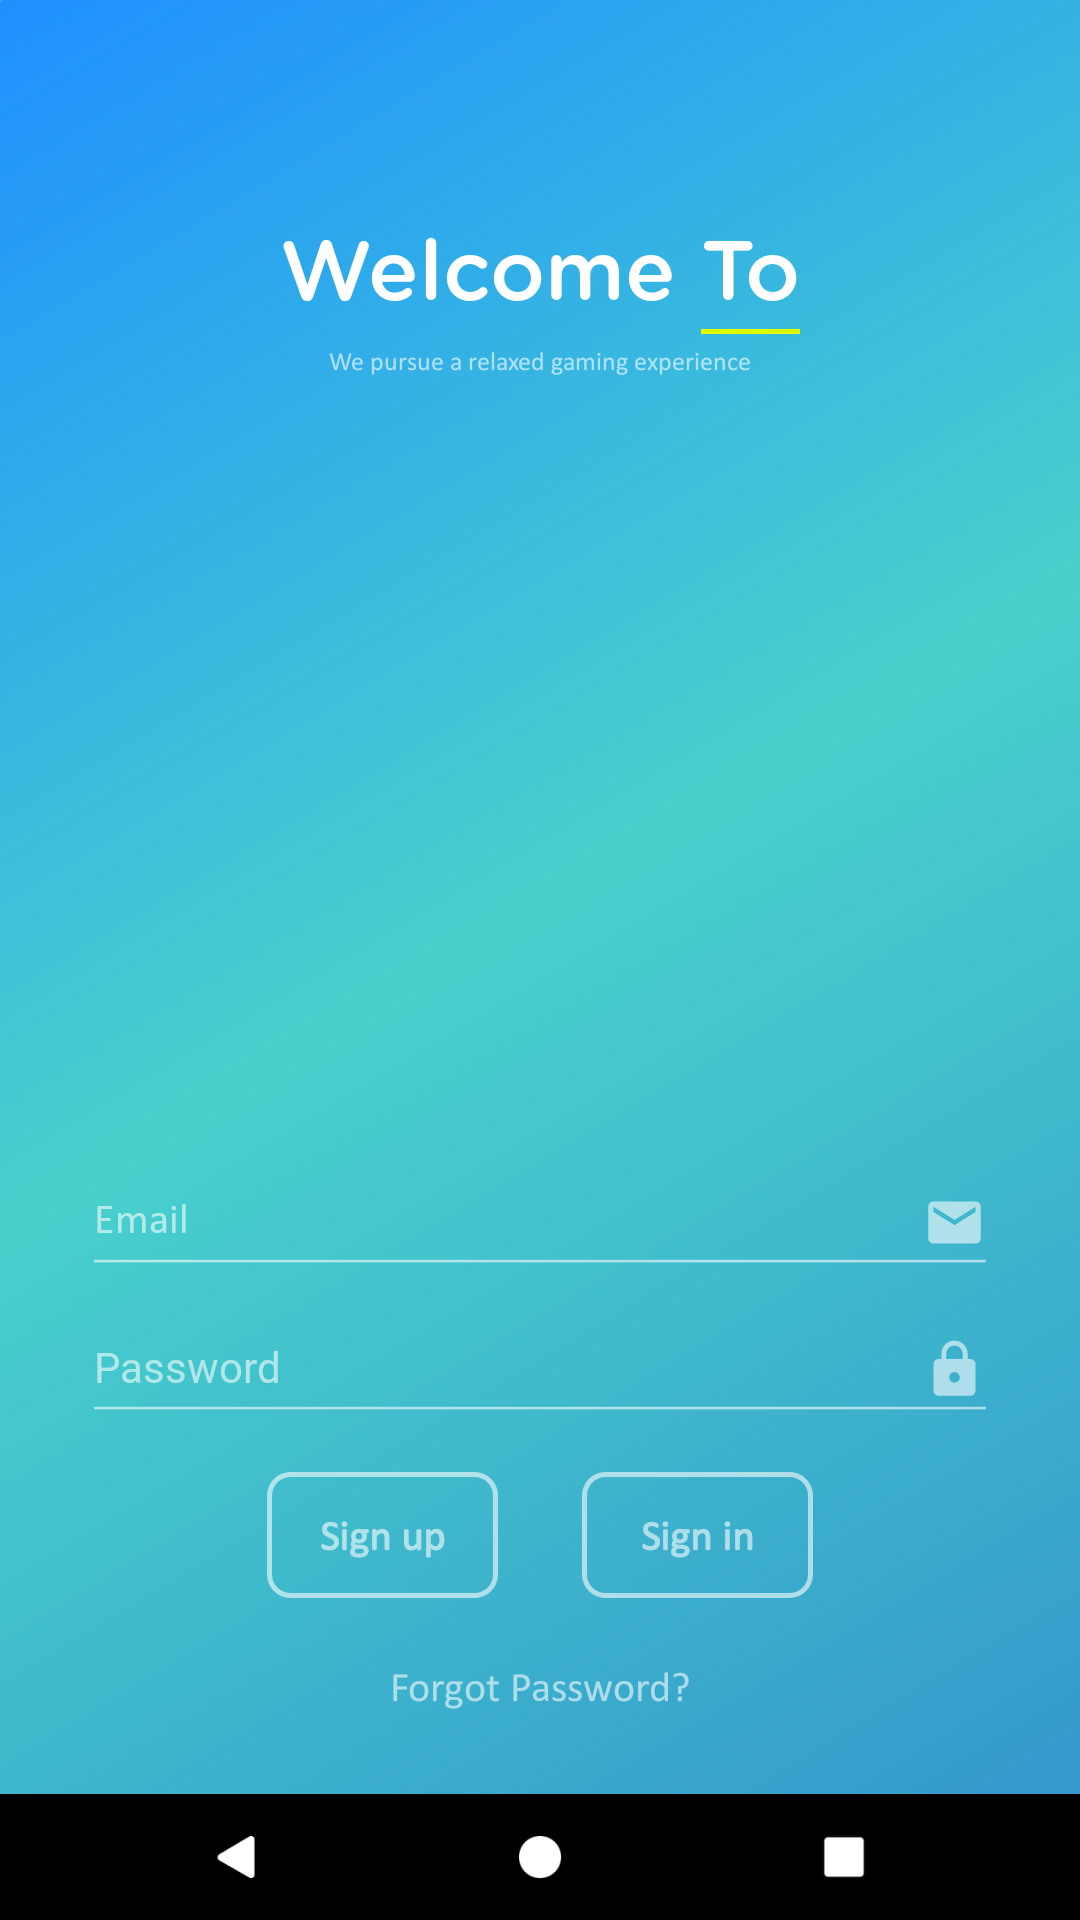 Welcome To
We pursue a relaxed gaming experience
Email
Password
Sign up
Sign in
Forgot Password?